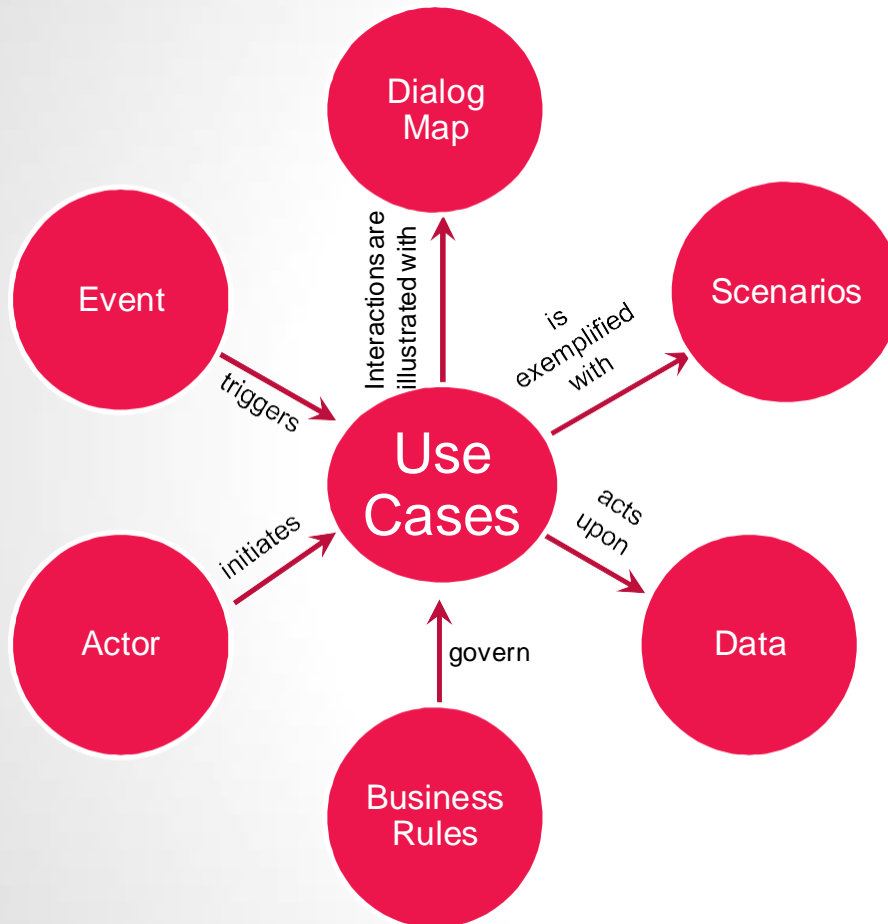 Dialog
Map
Event
Interactions are
illustrated with
Scenarios
is
exemplified
with
triggers
Use
Cases
acts
upon
initiates
Actor
Data
govern
Business
Rules